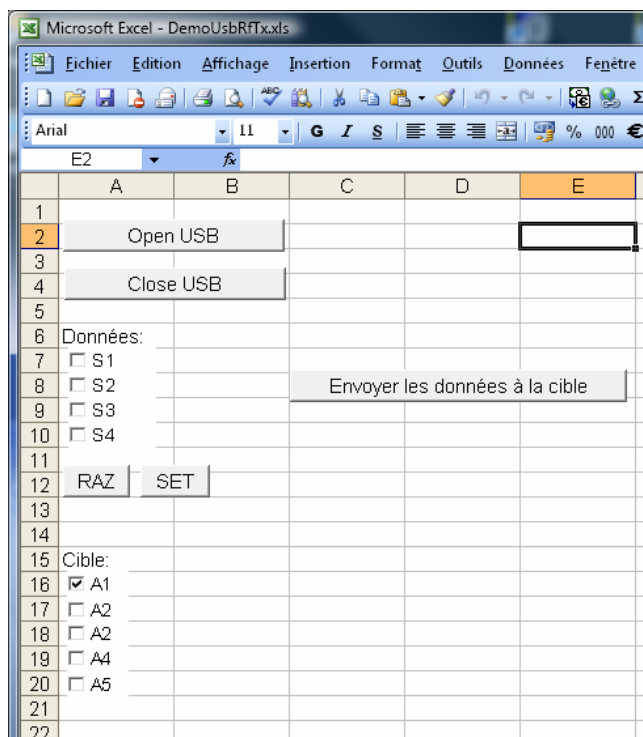 Microsoft Excel - DemoUsbRfTx.xls
Fichier Edition Affichage Insertion Format Outils Données Fenêtre
ABC Σ
Arial 11 G I S % 000 €
E2 fx
A B C D E
1
2 Open USB
3
4 Close USB
5
6 Données:
7 S1
8 S2 Envoyer les données à la cible
9 S3
10 S4
11
12 RAZ SET
13
14
15 Cible:
16 A1
17 A2
18 A2
19 A4
20 A5
21
22